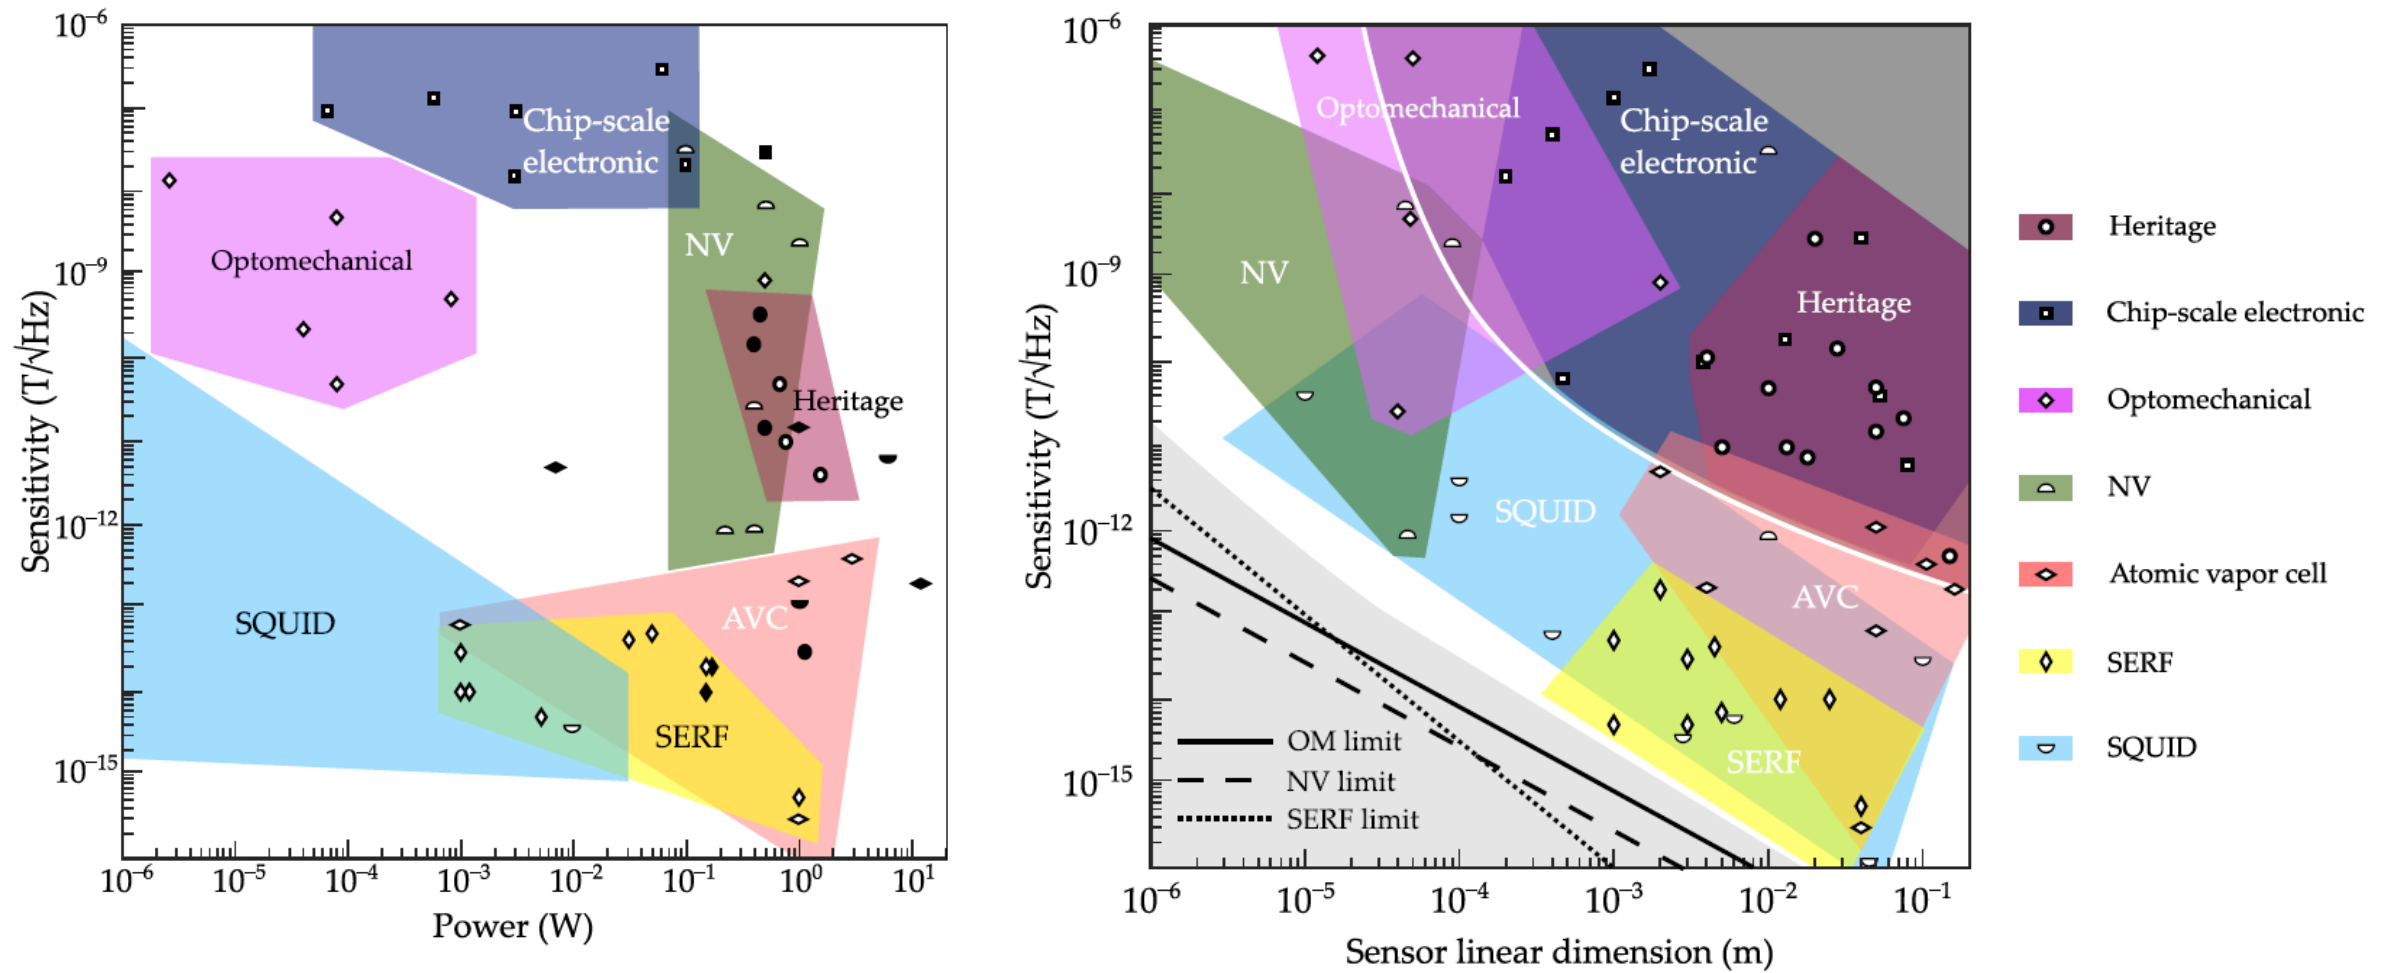 10⁻⁶
10⁻⁹
10⁻¹²
10⁻¹⁵
Sensitivity (T/√Hz)
Chip-scale
electronic
NV
Optomechanical
Heritage
SQUID
AVC
SERF
10⁻⁶ 10⁻⁵ 10⁻⁴ 10⁻³ 10⁻² 10⁻¹ 10⁰ 10¹
Power (W)
10⁻⁶
10⁻⁹
10⁻¹²
10⁻¹⁵
Sensitivity (T/√Hz)
Optomechanical
Chip-scale
electronic
NV
Heritage
SQUID
AVC
SERF
OM limit
NV limit
SERF limit
10⁻⁶ 10⁻⁵ 10⁻⁴ 10⁻³ 10⁻² 10⁻¹
Sensor linear dimension (m)
Heritage
Chip-scale electronic
Optomechanical
NV
Atomic vapor cell
SERF
SQUID